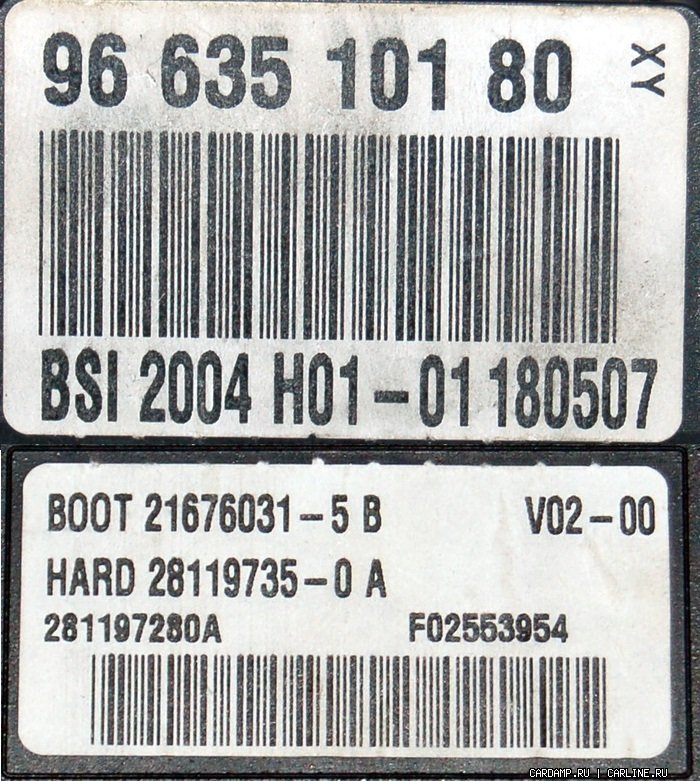 96 635 101 80 XY
BSI 2004 H01-01 180507
BOOT 21676031-5 B V02-00
HARD 28119735-0 A
281197280A F02553954
CARDAMP.RU | CARLINE.RU